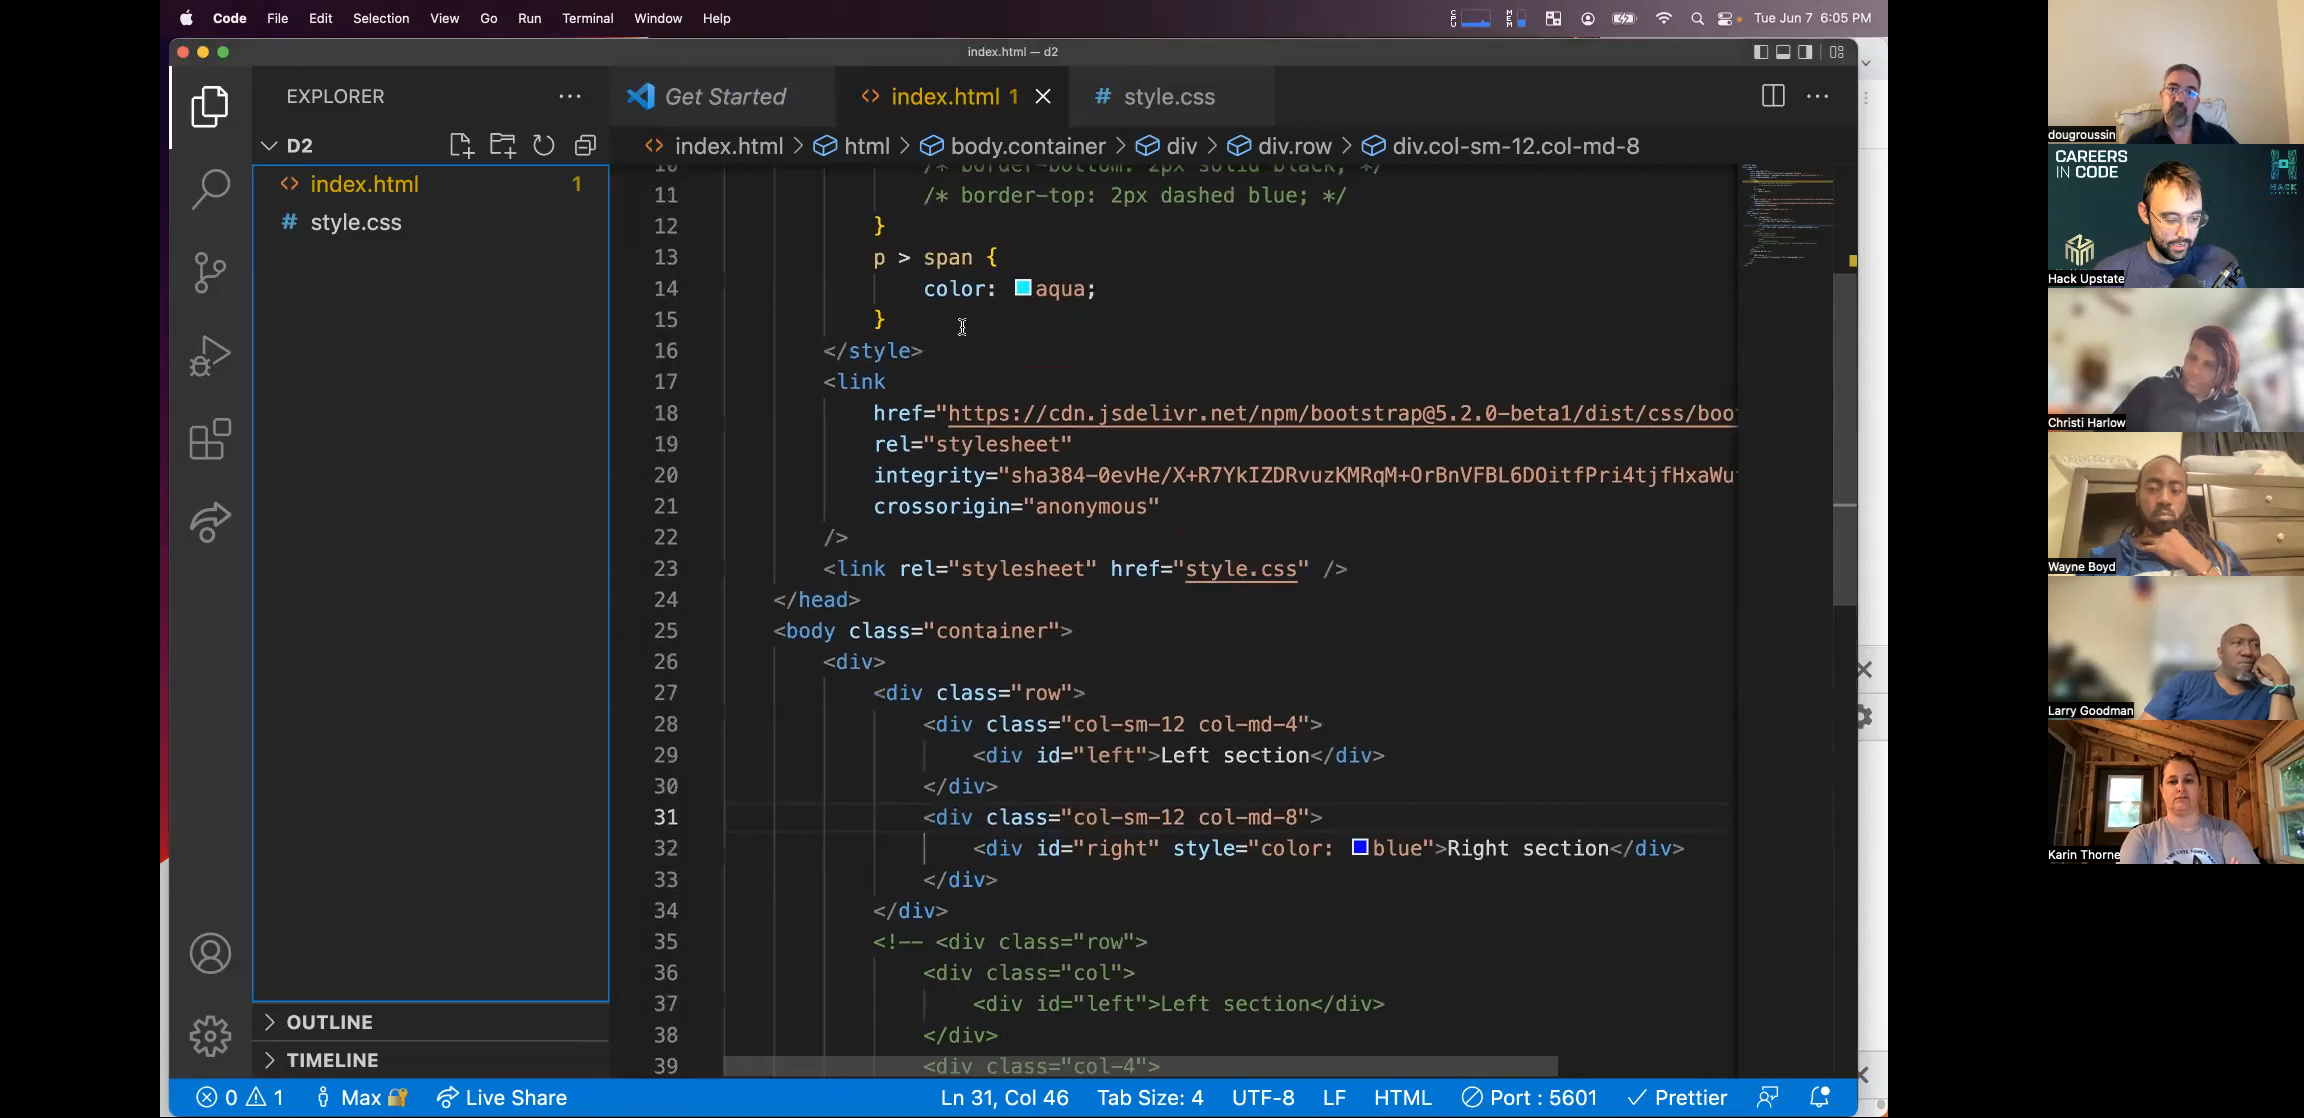 Code File Edit Selection View Go Run Terminal Window Help
CPU MEM Tue Jun 7 6:05 PM
index.html — d2
EXPLORER
Get Started
index.html 1
style.css
D2
index.html > html > body.container > div > div.row > div.col-sm-12.col-md-8
index.html 1
style.css
OUTLINE
TIMELINE
10 /* border-bottom: 2px solid black; */
11 /* border-top: 2px dashed blue; */
12 }
13 p > span {
14 color: aqua;
15 }
16 </style>
17 <link
18 href="https://cdn.jsdelivr.net/npm/bootstrap@5.2.0-beta1/dist/css/boo
19 rel="stylesheet"
20 integrity="sha384-0evHe/X+R7YkIZDRvuzKMRqM+OrBnVFBL6DOitfPri4tjfHxaWu
21 crossorigin="anonymous"
22 />
23 <link rel="stylesheet" href="style.css" />
24 </head>
25 <body class="container">
26 <div>
27 <div class="row">
28 <div class="col-sm-12 col-md-4">
29 <div id="left">Left section</div>
30 </div>
31 <div class="col-sm-12 col-md-8">
32 <div id="right" style="color: blue">Right section</div>
33 </div>
34 </div>
35 <!-- <div class="row">
36 <div class="col">
37 <div id="left">Left section</div>
38 </div>
39 <div class="col-4">
0 1 Max Live Share
Ln 31, Col 46 Tab Size: 4 UTF-8 LF HTML Port : 5601 Prettier
dougroussin
CAREERS
IN CODE
HACK
UPSTATE
Hack Upstate
Christi Harlow
Wayne Boyd
Larry Goodman
Karin Thorne